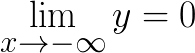 lim y = 0
x→−∞